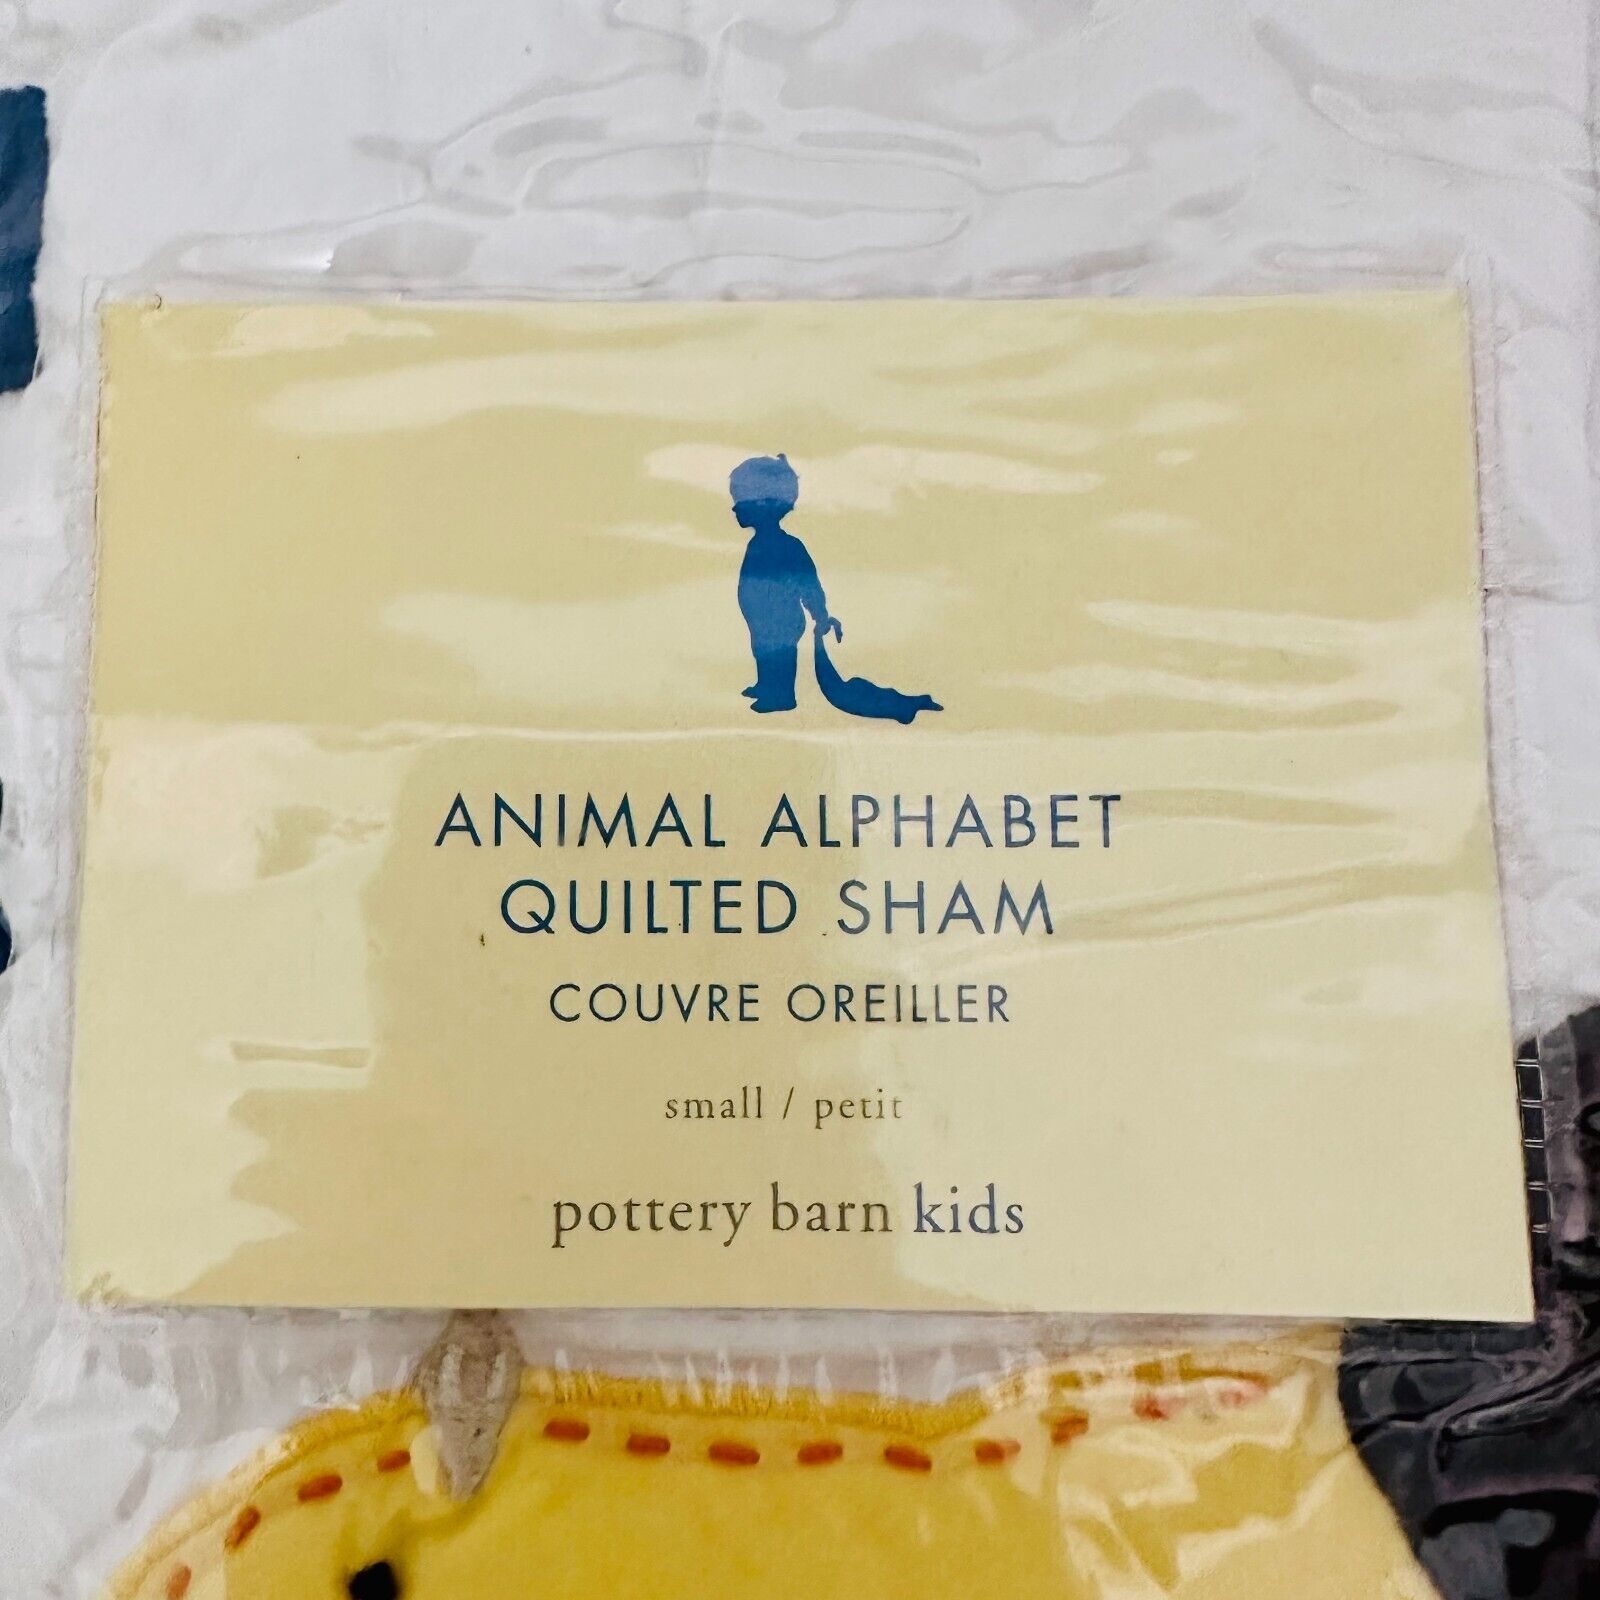 ANIMAL ALPHABET
QUILTED SHAM
COUVRE OREILLER
small / petit
pottery barn kids